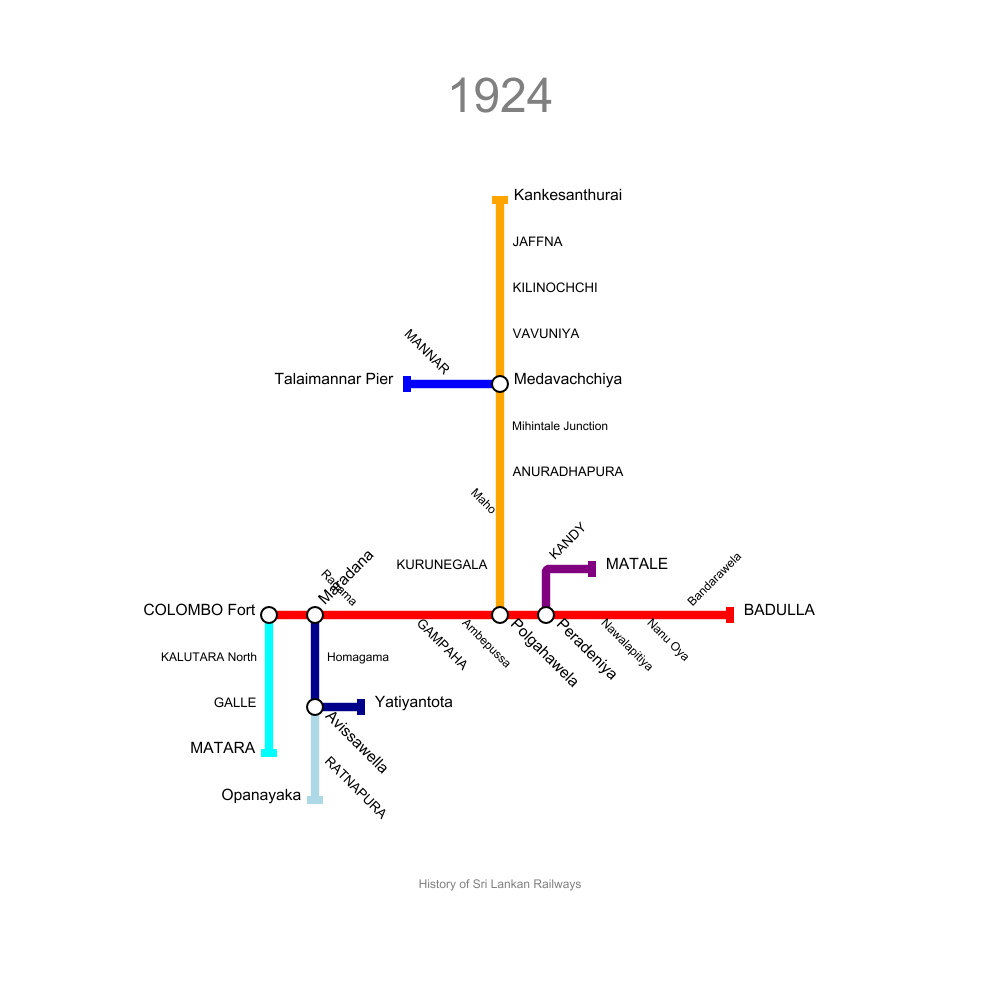 1924
Kankesanthurai
JAFFNA
KILINOCHCHI
VAVUNIYA
MANNAR
Talaimannar Pier
Medavachchiya
Mihintale Junction
ANURADHAPURA
Maho
KURUNEGALA
KANDY
MATALE
Maradana
Ragama
Bandarawela
COLOMBO Fort
BADULLA
GAMPAHA
Ambepussa
Polgahawela
Peradeniya
Nawalapitiya
Nanu Oya
KALUTARA North
Homagama
GALLE
Yatiyantota
MATARA
Avissawella
RATNAPURA
Opanayaka
History of Sri Lankan Railways